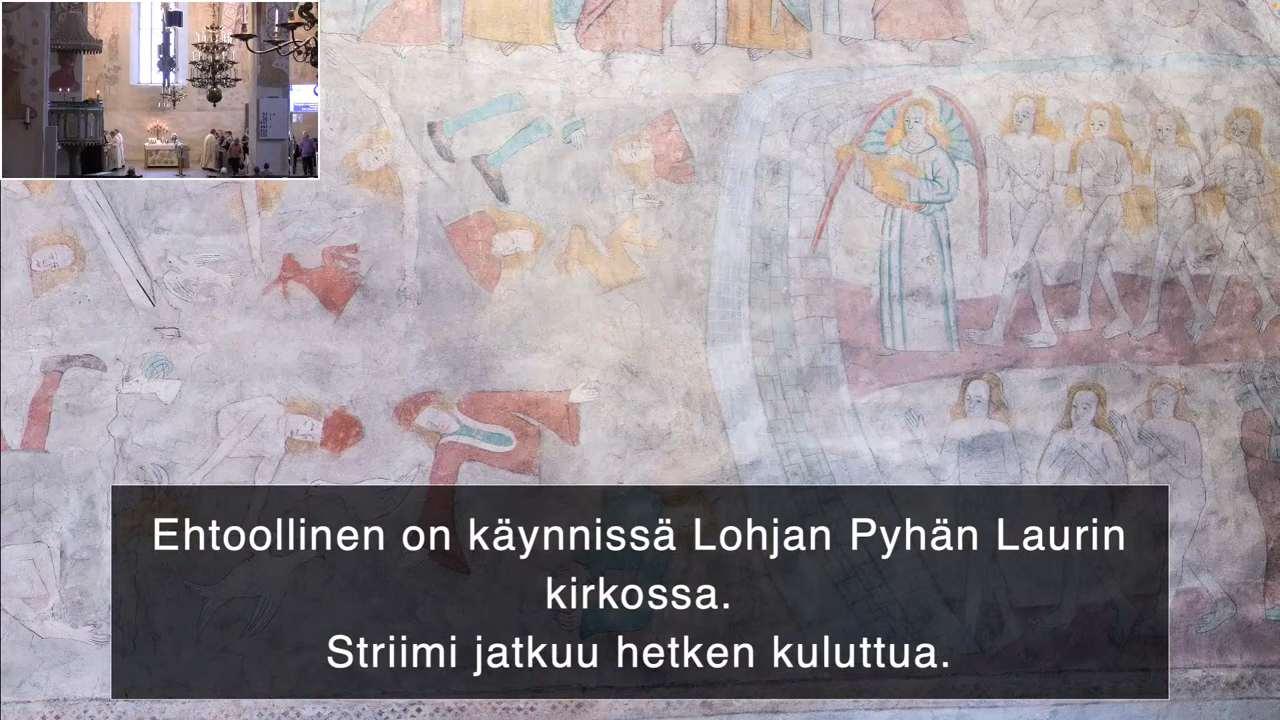 Ehtoollinen on käynnissä Lohjan Pyhän Laurin
kirkossa.
Striimi jatkuu hetken kuluttua.